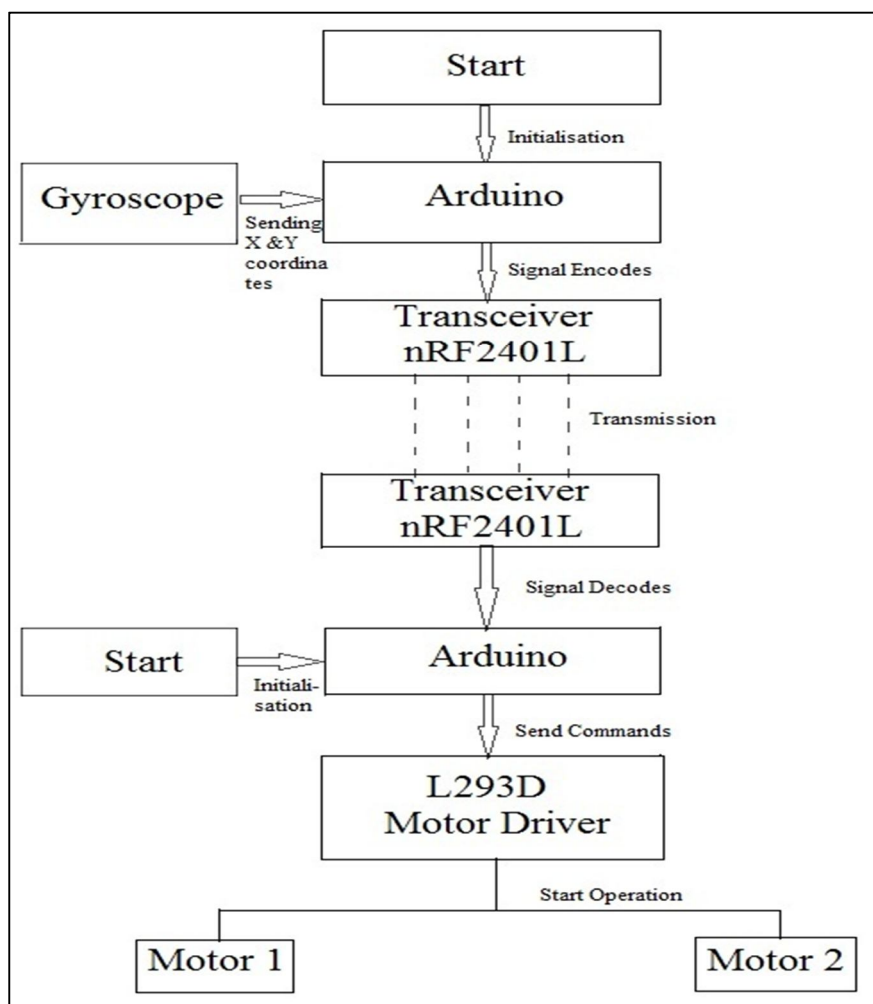 Start
Initialisation
Gyroscope
Sending
X &Y
coordina
tes
Arduino
Signal Encodes
Transceiver
nRF2401L
Transmission
Transceiver
nRF2401L
Signal Decodes
Start
Initiali-
sation
Arduino
Send Commands
L293D
Motor Driver
Start Operation
Motor 1
Motor 2